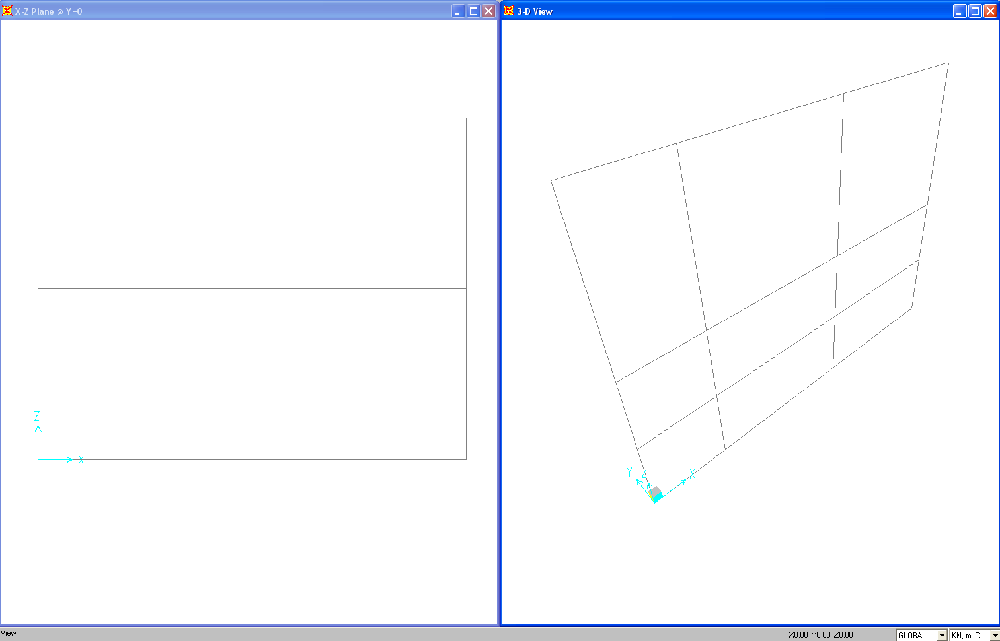 X-Z Plane @ Y=0
3-D View
Z
X
Y Z X
View
X0,00 Y0,00 Z0,00
GLOBAL
KN, m, C